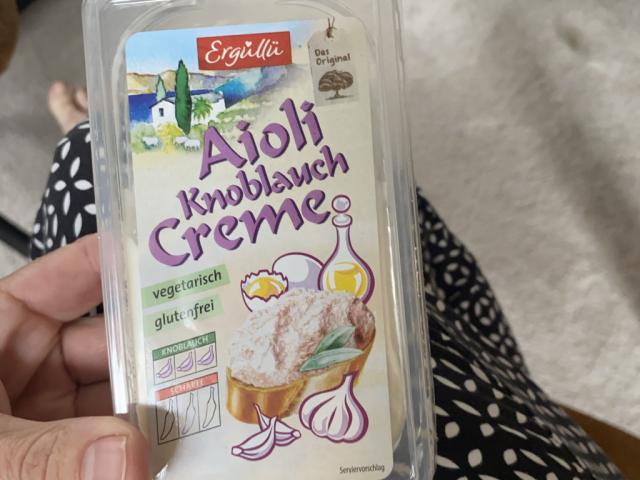 Ergüllü
Das
Original
Aioli
Knoblauch
Creme
vegetarisch
glutenfrei
KNOBLAUCH
SCHÄRFE
Serviervorschlag